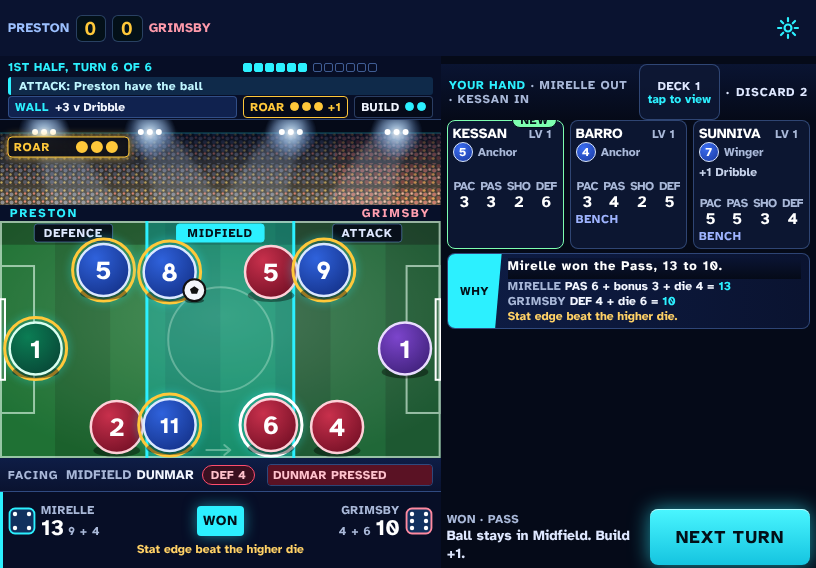 PRESTON 0 0 GRIMSBY
1ST HALF, TURN 6 OF 6
ATTACK: Preston have the ball
WALL +3 v Dribble
ROAR +1
BUILD
ROAR
PRESTON GRIMSBY
DEFENCE MIDFIELD ATTACK
5 8 5 9
1 1
2 11 6 4
FACING MIDFIELD DUNMAR DEF 4 DUNMAR PRESSED
MIRELLE
13 9 + 4
WON
GRIMSBY
4 + 6 10
Stat edge beat the higher die
YOUR HAND · MIRELLE OUT
· KESSAN IN
DECK 1
tap to view
· DISCARD 2
NEW
KESSAN LV 1
5 Anchor
PAC PAS SHO DEF
3 3 2 6
BARRO LV 1
4 Anchor
PAC PAS SHO DEF
3 4 2 5
BENCH
SUNNIVA LV 1
7 Winger
+1 Dribble
PAC PAS SHO DEF
5 5 3 4
BENCH
WHY
Mirelle won the Pass, 13 to 10.
MIRELLE PAS 6 + bonus 3 + die 4 = 13
GRIMSBY DEF 4 + die 6 = 10
Stat edge beat the higher die.
WON · PASS
Ball stays in Midfield. Build
+1.
NEXT TURN